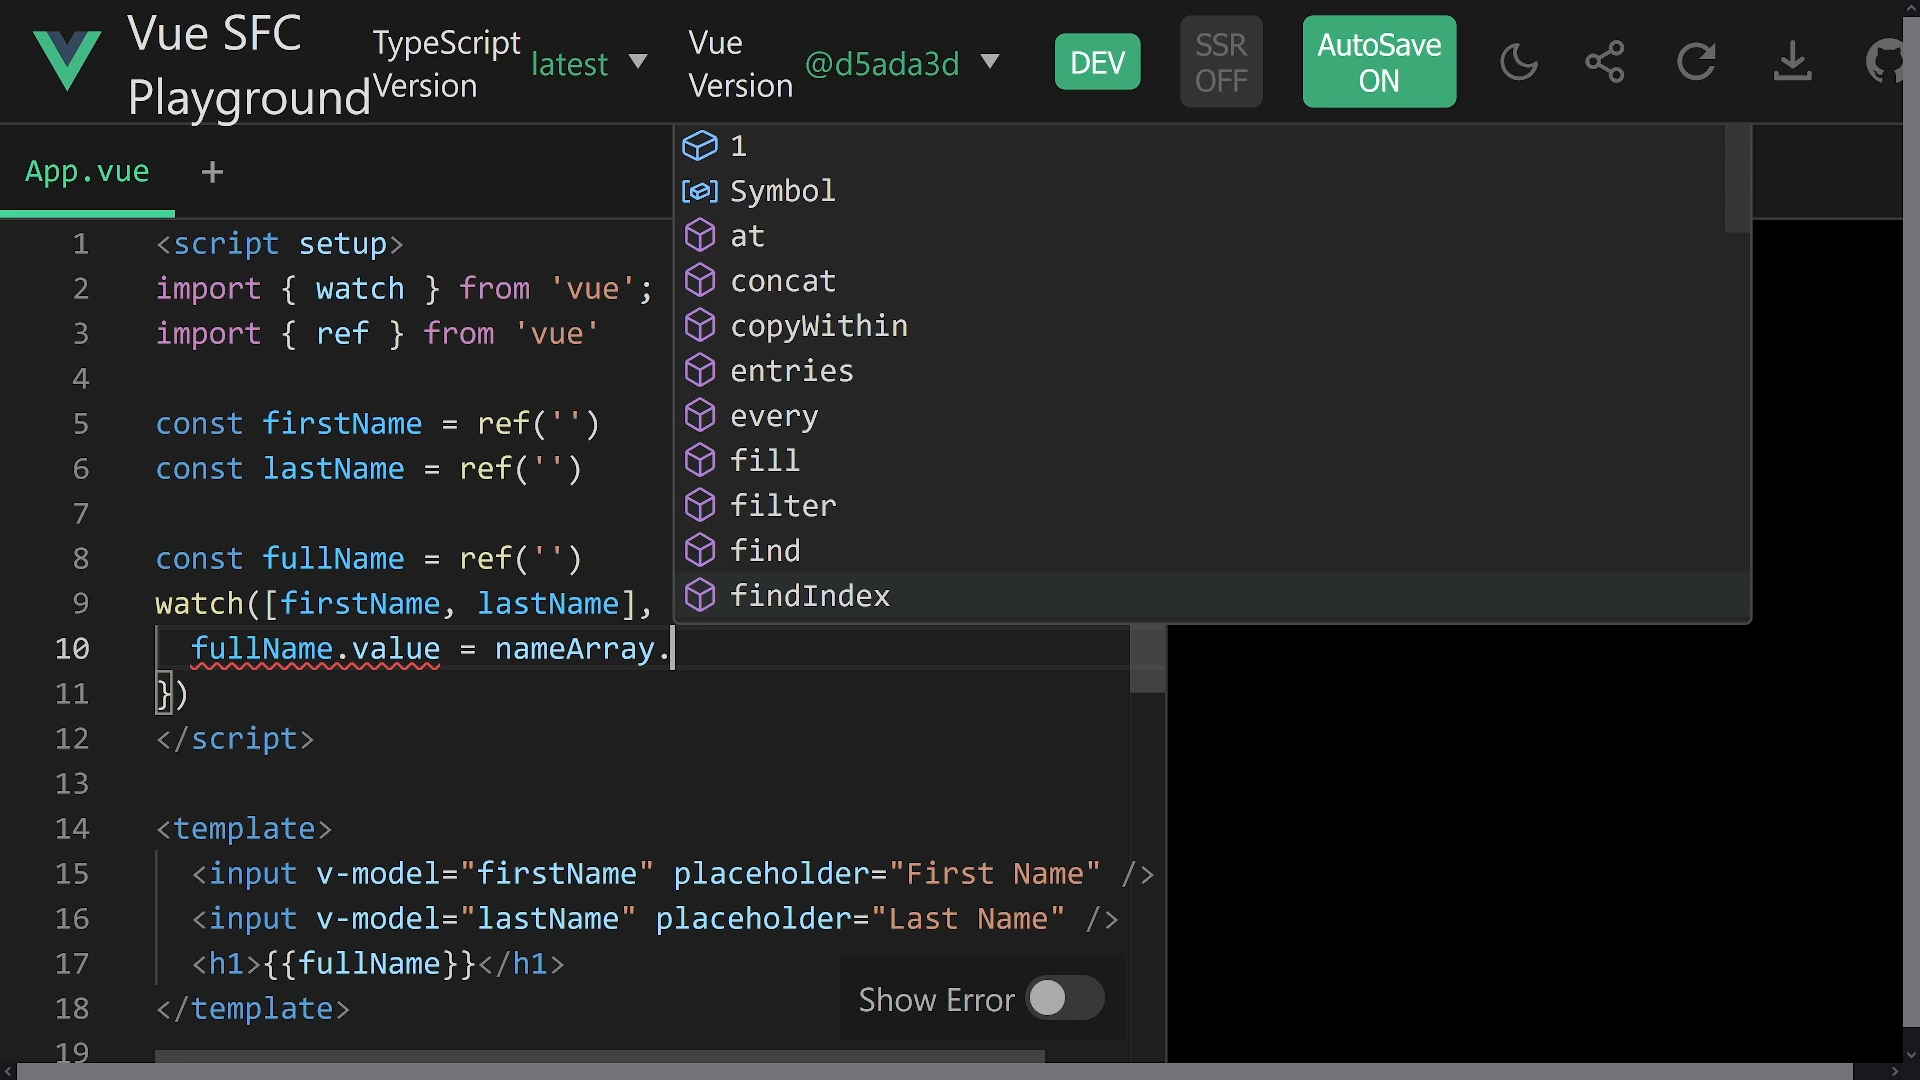 Vue SFC
Playground
TypeScript
Version
latest
Vue
Version
@d5ada3d
DEV
SSR
OFF
AutoSave
ON
App.vue
+
1 <script setup>
2 import { watch } from 'vue';
3 import { ref } from 'vue'
4
5 const firstName = ref('')
6 const lastName = ref('')
7
8 const fullName = ref('')
9 watch([firstName, lastName],
10 fullName.value = nameArray.
11 })
12 </script>
13
14 <template>
15 <input v-model="firstName" placeholder="First Name" />
16 <input v-model="lastName" placeholder="Last Name" />
17 <h1>{{fullName}}</h1>
18 </template>
19
1
Symbol
at
concat
copyWithin
entries
every
fill
filter
find
findIndex
Show Error